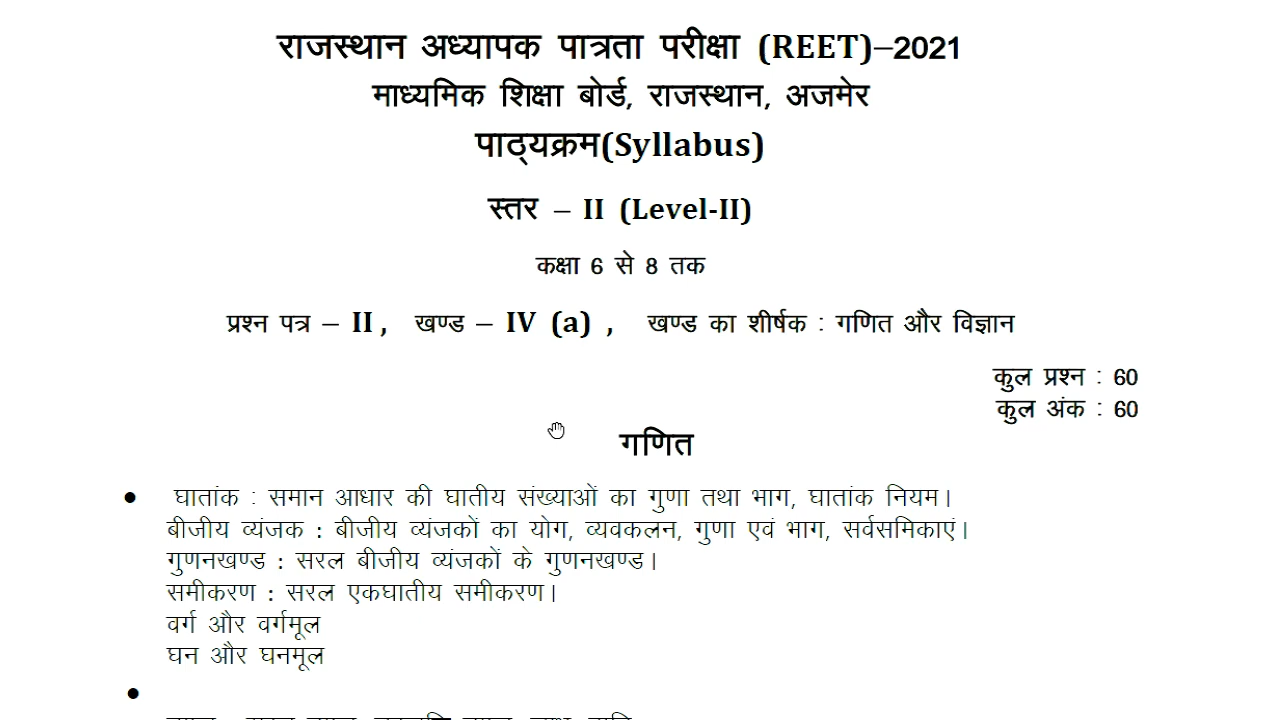 राजस्थान अध्यापक पात्रता परीक्षा (REET)–2021
माध्यमिक शिक्षा बोर्ड, राजस्थान, अजमेर
पाठ्यक्रम(Syllabus)
स्तर – II (Level-II)
कक्षा 6 से 8 तक
प्रश्न पत्र – II , खण्ड – IV (a) , खण्ड का शीर्षक : गणित और विज्ञान
कुल प्रश्न : 60
कुल अंक : 60
गणित
• घातांक : समान आधार की घातीय संख्याओं का गुणा तथा भाग, घातांक नियम।
बीजीय व्यंजक : बीजीय व्यंजकों का योग, व्यवकलन, गुणा एवं भाग, सर्वसमिकाएं।
गुणनखण्ड : सरल बीजीय व्यंजकों के गुणनखण्ड।
समीकरण : सरल एकघातीय समीकरण।
वर्ग और वर्गमूल
घन और घनमूल
•